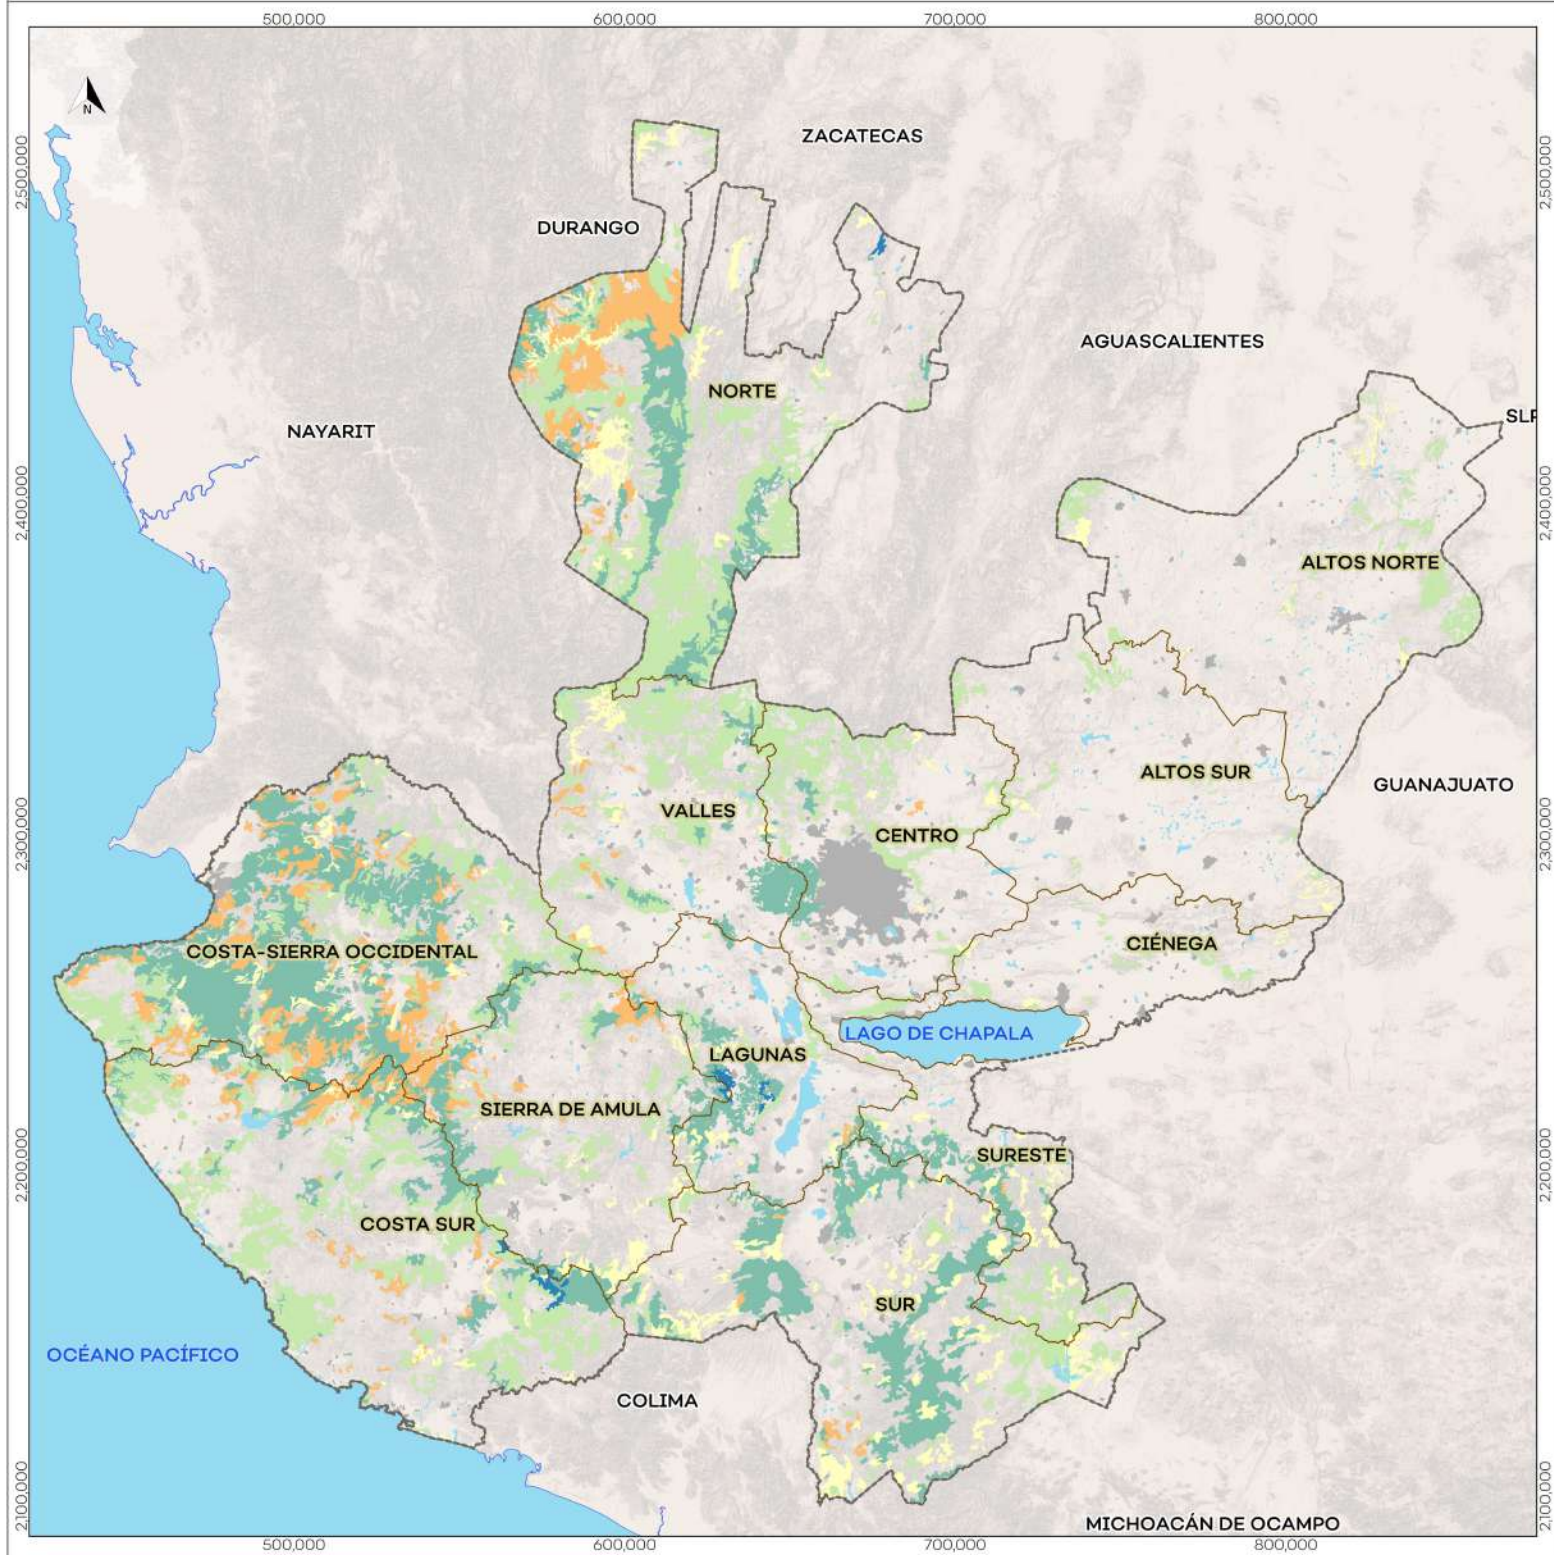 500,000 600,000 700,000 800,000
N
ZACATECAS
2,500,000 2,500,000
DURANGO
AGUASCALIENTES
NORTE
SLP
NAYARIT
2,400,000 2,400,000
ALTOS NORTE
ALTOS SUR
GUANAJUATO
VALLES
CENTRO
2,300,000 2,300,000
CIÉNEGA
COSTA-SIERRA OCCIDENTAL
LAGO DE CHAPALA
LAGUNAS
SIERRA DE AMULA
SURESTE
2,200,000 2,200,000
COSTA SUR
SUR
OCÉANO PACÍFICO
COLIMA
2,100,000 2,100,000
MICHOACÁN DE OCAMPO
500,000 600,000 700,000 800,000